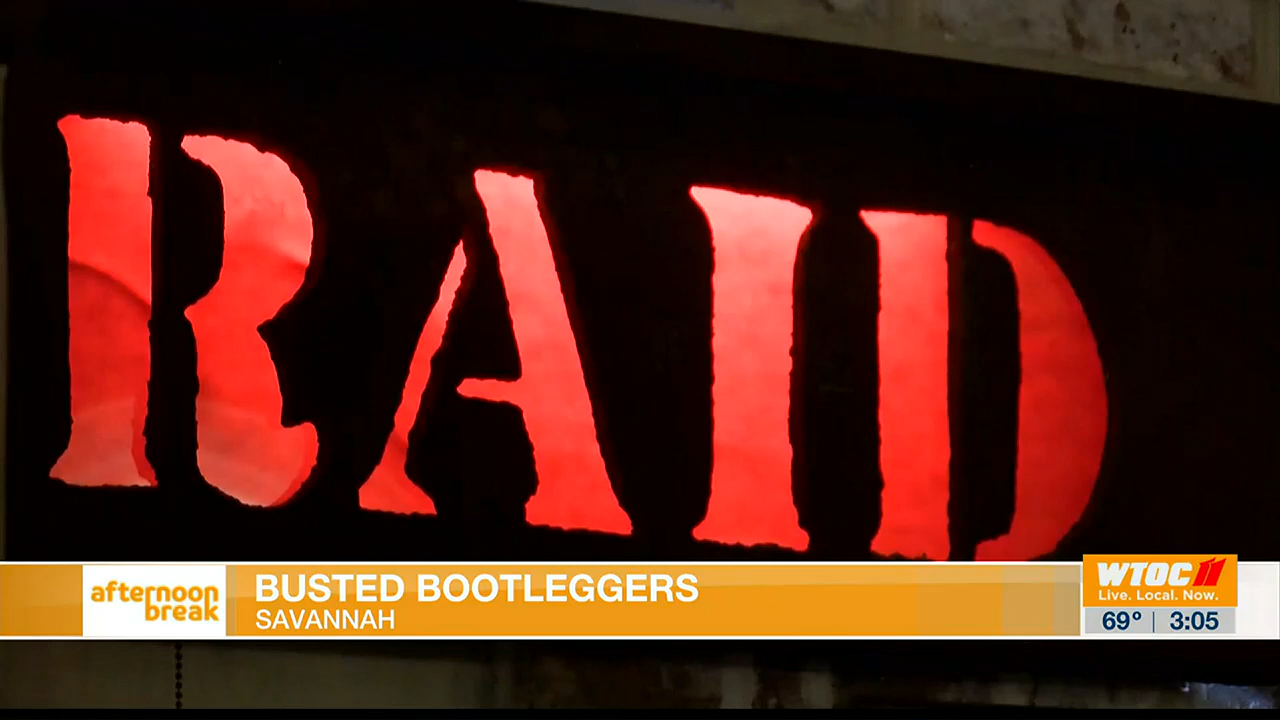 RAID
afternoon
break
BUSTED BOOTLEGGERS
SAVANNAH
WTOC 11
Live. Local. Now.
69° | 3:05